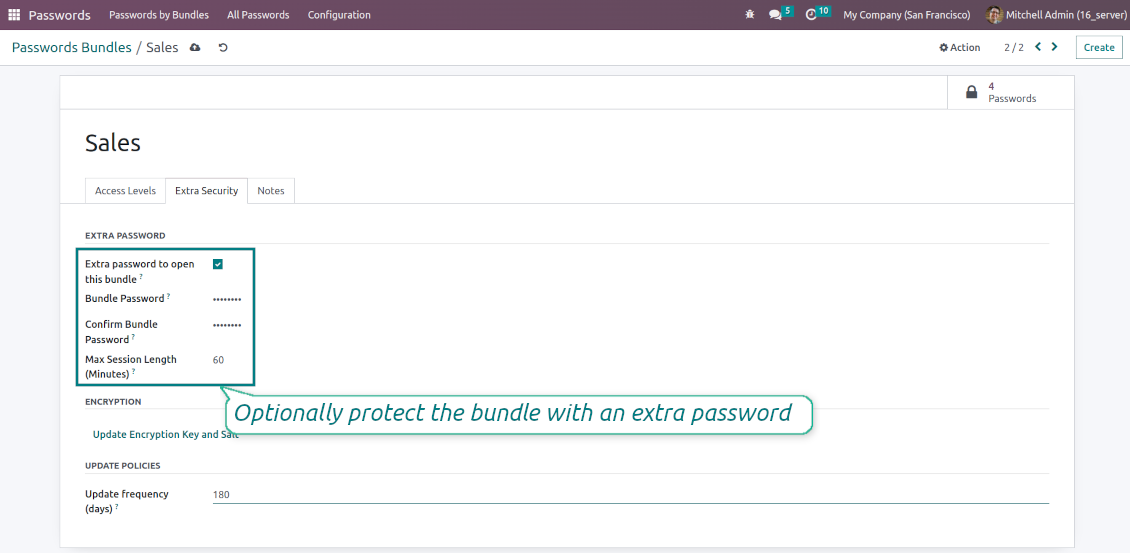 Passwords Passwords by Bundles All Passwords Configuration 5 10 My Company (San Francisco) Mitchell Admin (16_server)
Passwords Bundles / Sales Action 2 / 2 Create
4
Passwords
Sales
Access Levels Extra Security Notes
EXTRA PASSWORD
Extra password to open
this bundle ?
Bundle Password ? ••••••••
Confirm Bundle ••••••••
Password ?
Max Session Length 60
(Minutes) ?
ENCRYPTION
Optionally protect the bundle with an extra password
Update Encryption Key and Salt
UPDATE POLICIES
Update frequency 180
(days) ?